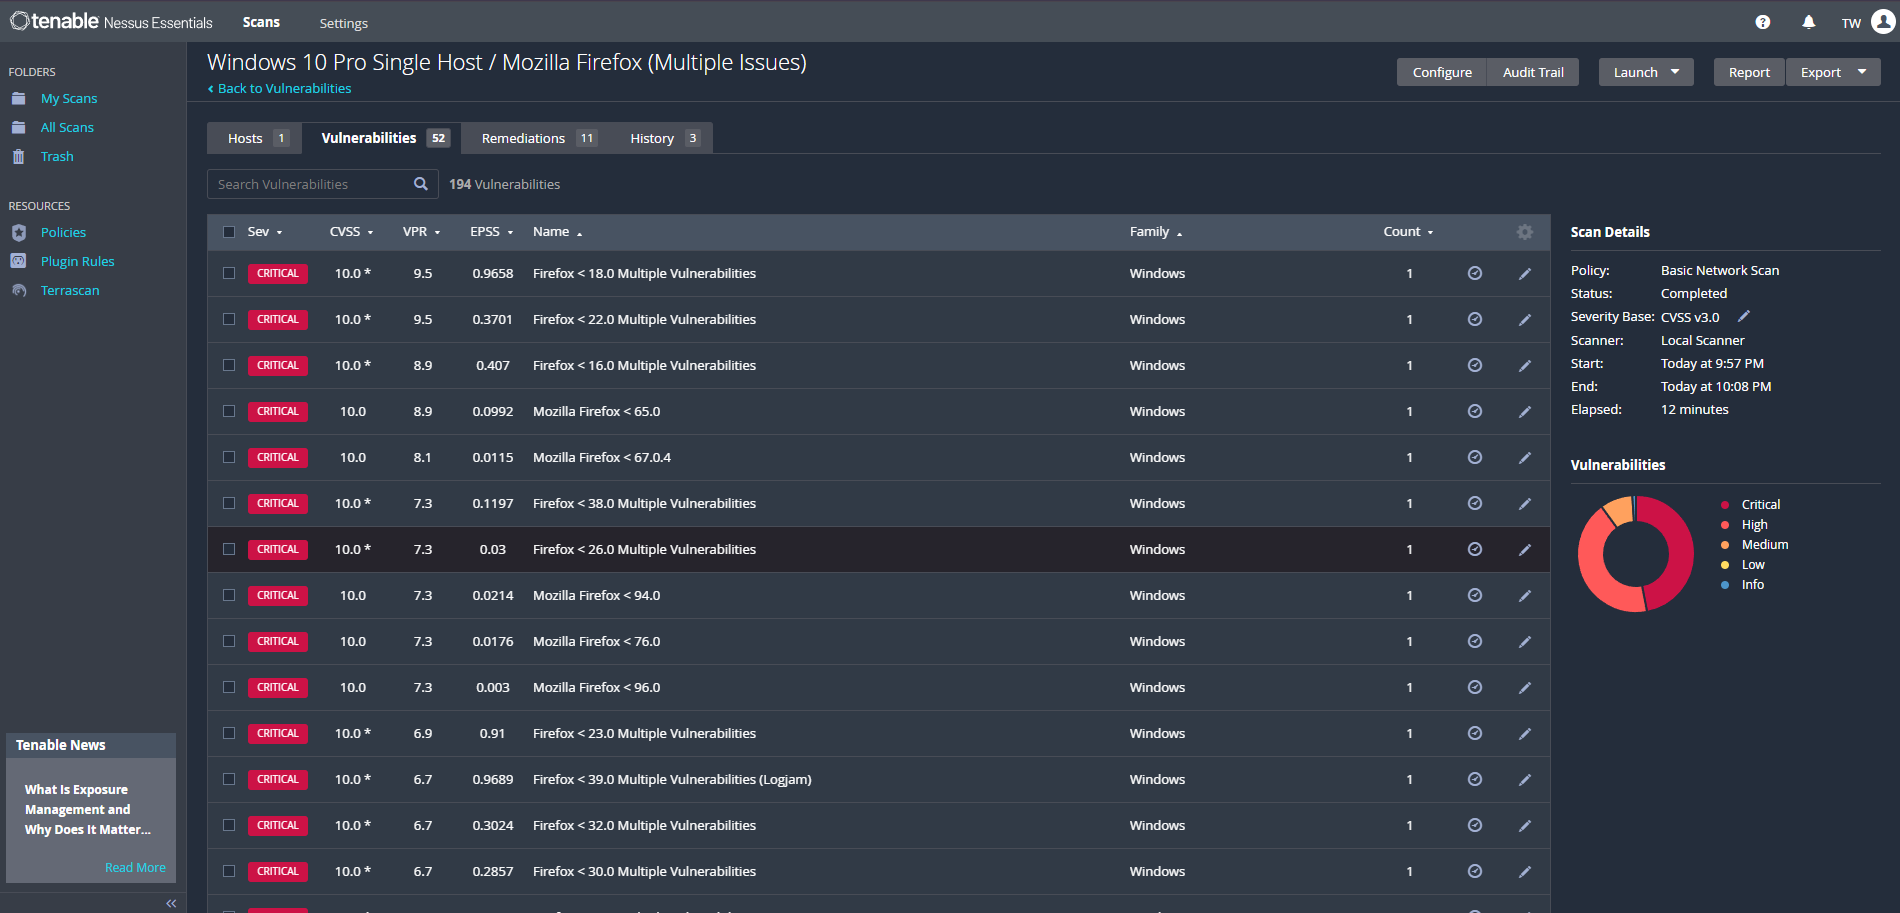 tenable Nessus Essentials Scans Settings TW
FOLDERS
My Scans
All Scans
Trash
RESOURCES
Policies
Plugin Rules
Terrascan
Tenable News
What Is Exposure
Management and
Why Does It Matter...
Read More
Windows 10 Pro Single Host / Mozilla Firefox (Multiple Issues)
Back to Vulnerabilities
Configure Audit Trail Launch Report Export
Hosts 1 Vulnerabilities 52 Remediations 11 History 3
Search Vulnerabilities 194 Vulnerabilities
Sev CVSS VPR EPSS Name Family Count
CRITICAL 10.0 * 9.5 0.9658 Firefox < 18.0 Multiple Vulnerabilities Windows 1
CRITICAL 10.0 * 9.5 0.3701 Firefox < 22.0 Multiple Vulnerabilities Windows 1
CRITICAL 10.0 * 8.9 0.407 Firefox < 16.0 Multiple Vulnerabilities Windows 1
CRITICAL 10.0 8.9 0.0992 Mozilla Firefox < 65.0 Windows 1
CRITICAL 10.0 8.1 0.0115 Mozilla Firefox < 67.0.4 Windows 1
CRITICAL 10.0 * 7.3 0.1197 Firefox < 38.0 Multiple Vulnerabilities Windows 1
CRITICAL 10.0 * 7.3 0.03 Firefox < 26.0 Multiple Vulnerabilities Windows 1
CRITICAL 10.0 7.3 0.0214 Mozilla Firefox < 94.0 Windows 1
CRITICAL 10.0 7.3 0.0176 Mozilla Firefox < 76.0 Windows 1
CRITICAL 10.0 7.3 0.003 Mozilla Firefox < 96.0 Windows 1
CRITICAL 10.0 * 6.9 0.91 Firefox < 23.0 Multiple Vulnerabilities Windows 1
CRITICAL 10.0 * 6.7 0.9689 Firefox < 39.0 Multiple Vulnerabilities (Logjam) Windows 1
CRITICAL 10.0 * 6.7 0.3024 Firefox < 32.0 Multiple Vulnerabilities Windows 1
CRITICAL 10.0 * 6.7 0.2857 Firefox < 30.0 Multiple Vulnerabilities Windows 1
Scan Details
Policy: Basic Network Scan
Status: Completed
Severity Base: CVSS v3.0
Scanner: Local Scanner
Start: Today at 9:57 PM
End: Today at 10:08 PM
Elapsed: 12 minutes
Vulnerabilities
Critical
High
Medium
Low
Info